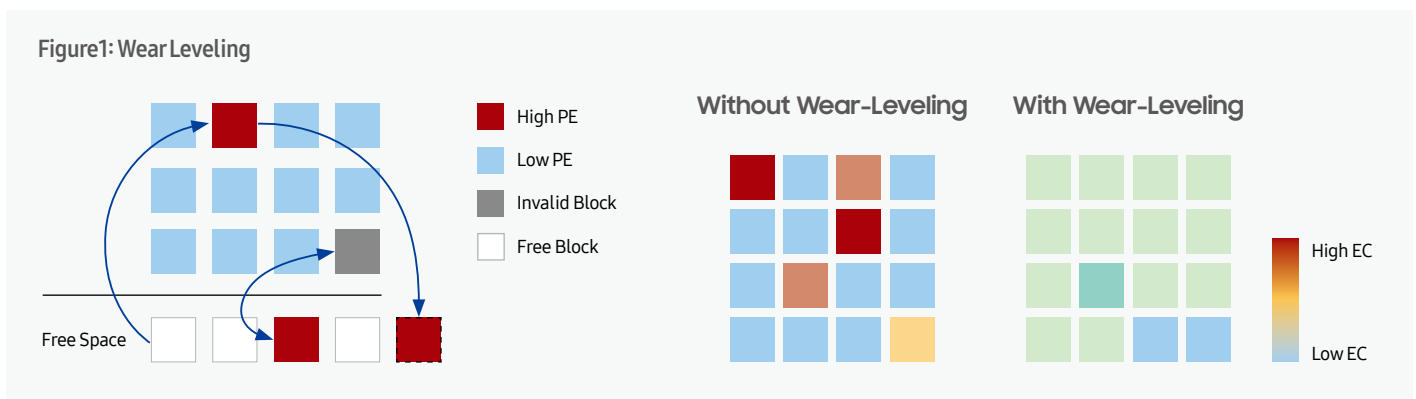 Figure1: Wear Leveling
High PE
Low PE
Invalid Block
Free Block
Free Space
Without Wear-Leveling
With Wear-Leveling
High EC
Low EC